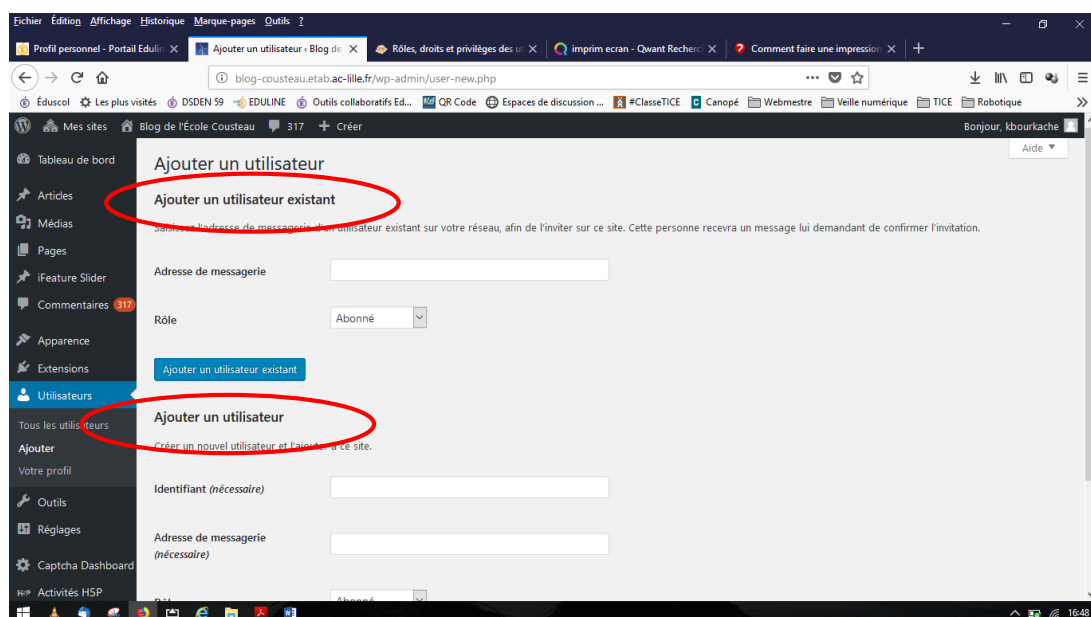 Fichier Édition Affichage Historique Marque-pages Outils ?
Profil personnel - Portail Edulin
Ajouter un utilisateur ‹ Blog de
Rôles, droits et privilèges des ut
imprim ecran - Qwant Recherc
Comment faire une impression
blog-cousteau.etab.ac-lille.fr/wp-admin/user-new.php
Éduscol Les plus visités DSDEN 59 EDULINE Outils collaboratifs Ed... QR Code Espaces de discussion ... #ClasseTICE Canopé Webmestre Veille numérique TICE Robotique
Mes sites Blog de l'École Cousteau 317 + Créer Bonjour, kbourkache
Aide
Tableau de bord
Articles
Médias
Pages
iFeature Slider
Commentaires 317
Apparence
Extensions
Utilisateurs
Tous les utilisateurs
Ajouter
Votre profil
Outils
Réglages
Captcha Dashboard
H5P Activités H5P
Ajouter un utilisateur
Ajouter un utilisateur existant
Saisissez l'adresse de messagerie d'un utilisateur existant sur votre réseau, afin de l'inviter sur ce site. Cette personne recevra un message lui demandant de confirmer l'invitation.
Adresse de messagerie
Rôle Abonné
Ajouter un utilisateur existant
Ajouter un utilisateur
Créer un nouvel utilisateur et l'ajouter à ce site.
Identifiant (nécessaire)
Adresse de messagerie
(nécessaire)
Rôle Abonné
16:48